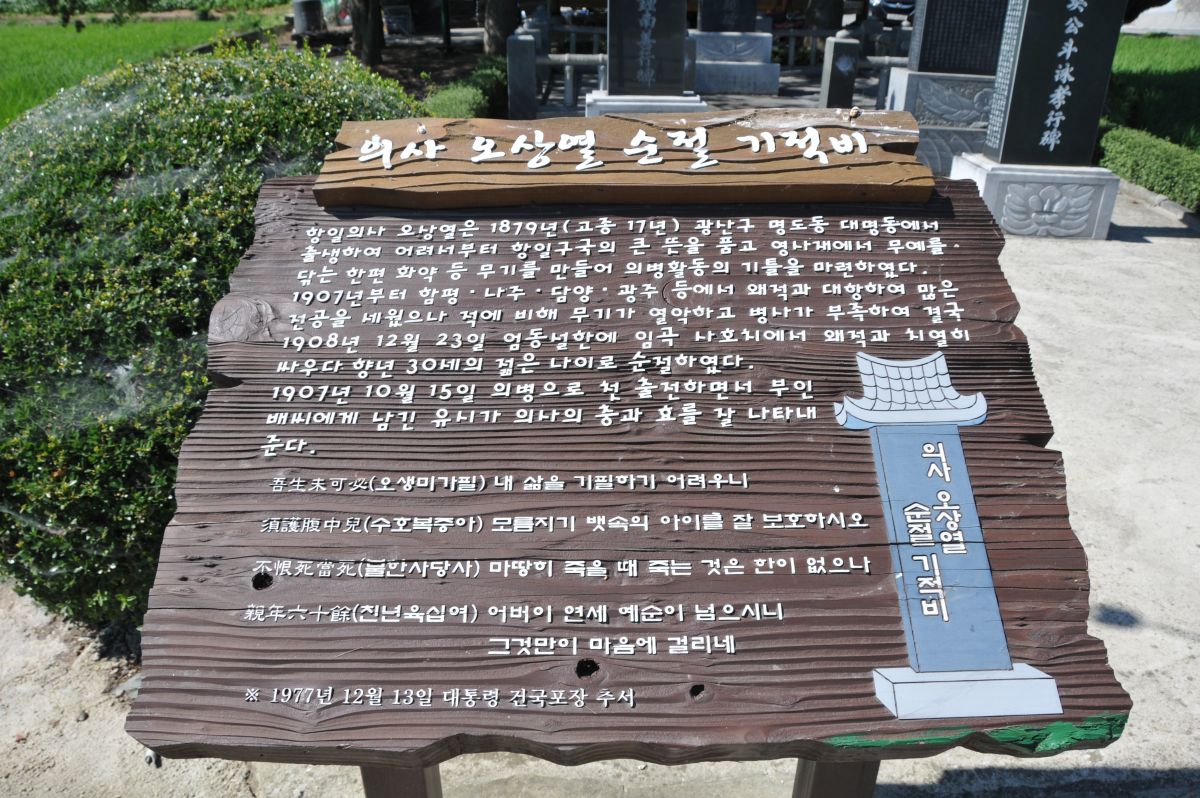 의사 오상열 순절 기적비
항일의사 오상열은 1879년(고종 17년) 광산구 명도동 대명동에서
출생하여 어려서부터 항일구국의 큰 뜻을 품고 영사재에서 무예를
닦는 한편 화약 등 무기를 만들어 의병활동의 기틀을 마련하였다.
1907년부터 함평·나주·담양·광주 등에서 왜적과 대항하여 많은
전공을 세웠으나 적에 비해 무기가 열악하고 병사가 부족하여 결국
1908년 12월 23일 엄동설한에 임곡 사호치에서 왜적과 치열히
싸우다 향년 30세의 젊은 나이로 순절하였다.
1907년 10월 15일 의병으로 첫 출전하면서 부인
배씨에게 남긴 유시가 의사의 충과 효를 잘 나타내
준다.
吾生未可必(오생미가필) 내 삶을 기필하기 어려우니
須護腹中兒(수호복중아) 모름지기 뱃속의 아이를 잘 보호하시오
不恨死當死(불한사당사) 마땅히 죽을 때 죽는 것은 한이 없으나
親年六十餘(친년육십여) 어버이 연세 예순이 넘으시니
그것만이 마음에 걸리네
※ 1977년 12월 13일 대통령 건국포장 추서
의사 오상열
순절 기적비
公斗泳孝行碑